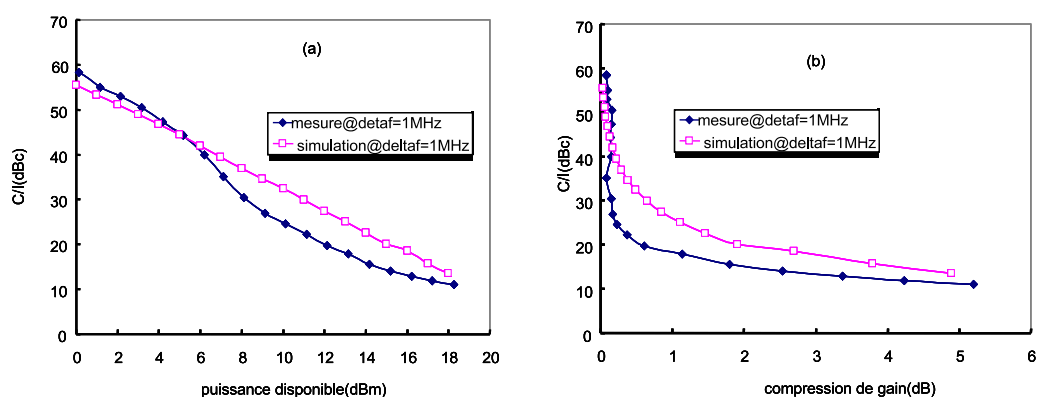 70
60
50
40
30
20
10
0
C/I(dBc)
(a)
mesure@detaf=1MHz
simulation@deltaf=1MHz
0 2 4 6 8 10 12 14 16 18 20
puissance disponible(dBm)
70
60
50
40
30
20
10
0
C/I(dBc)
(b)
mesure@detaf=1MHz
simulation@deltaf=1MHz
0 1 2 3 4 5 6
compression de gain(dB)